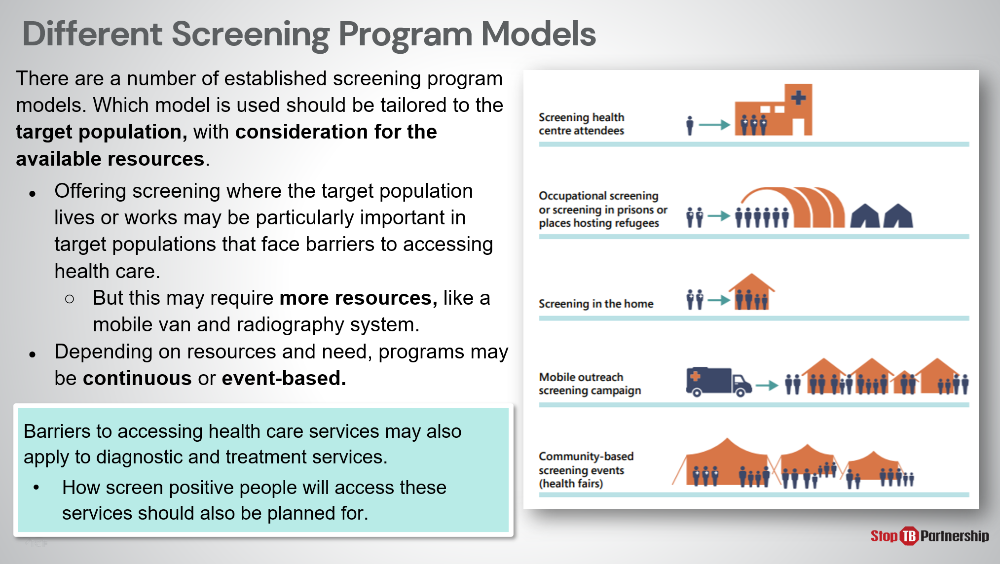 Different Screening Program Models
There are a number of established screening program
models. Which model is used should be tailored to the
target population, with consideration for the
available resources.
● Offering screening where the target population
lives or works may be particularly important in
target populations that face barriers to accessing
health care.
○ But this may require more resources, like a
mobile van and radiography system.
● Depending on resources and need, programs may
be continuous or event-based.
Barriers to accessing health care services may also
apply to diagnostic and treatment services.
• How screen positive people will access these
services should also be planned for.
Screening health
centre attendees
Occupational screening
or screening in prisons or
places hosting refugees
Screening in the home
Mobile outreach
screening campaign
Community-based
screening events
(health fairs)
Stop TB Partnership